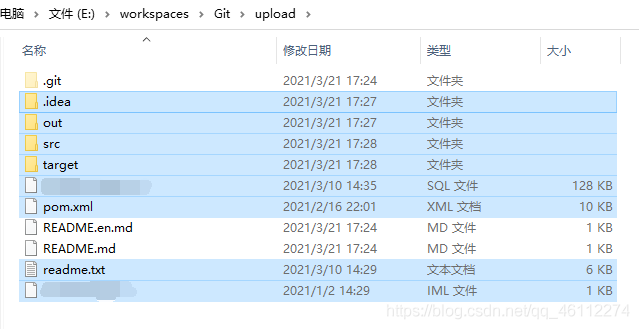 电脑 > 文件 (E:) > workspaces > Git > upload >
名称 修改日期 类型 大小
.git 2021/3/21 17:24 文件夹
.idea 2021/3/21 17:27 文件夹
out 2021/3/21 17:27 文件夹
src 2021/3/21 17:28 文件夹
target 2021/3/21 17:28 文件夹
2021/3/10 14:35 SQL 文件 128 KB
pom.xml 2021/2/16 22:01 XML 文档 10 KB
README.en.md 2021/3/21 17:24 MD 文件 1 KB
README.md 2021/3/21 17:24 MD 文件 1 KB
readme.txt 2021/3/10 14:29 文本文档 6 KB
2021/1/2 14:29 IML 文件 1 KB
https://blog.csdn.net/qq_46112274